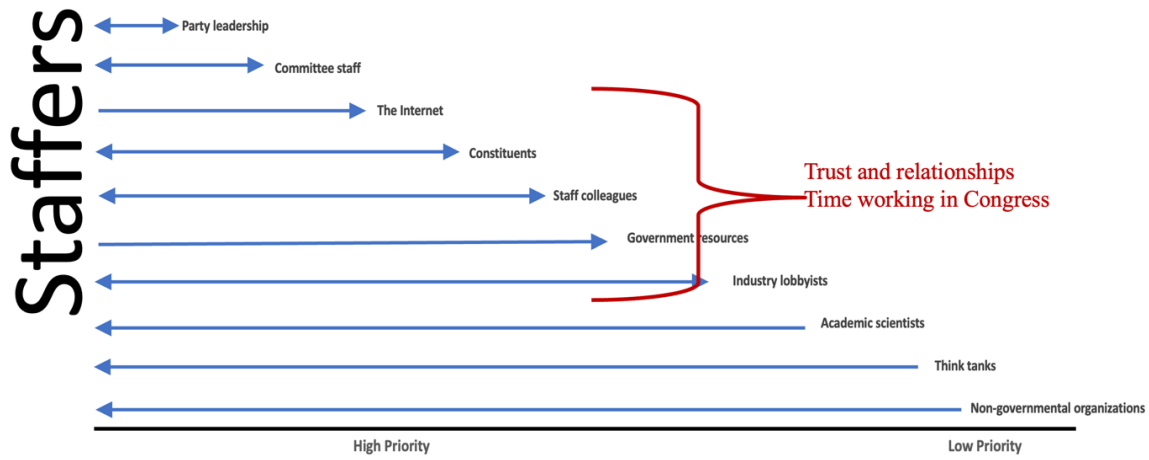 Staffers
Party leadership
Committee staff
The Internet
Constituents
Staff colleagues
Trust and relationships
Time working in Congress
Government resources
Industry lobbyists
Academic scientists
Think tanks
Non-governmental organizations
High Priority
Low Priority